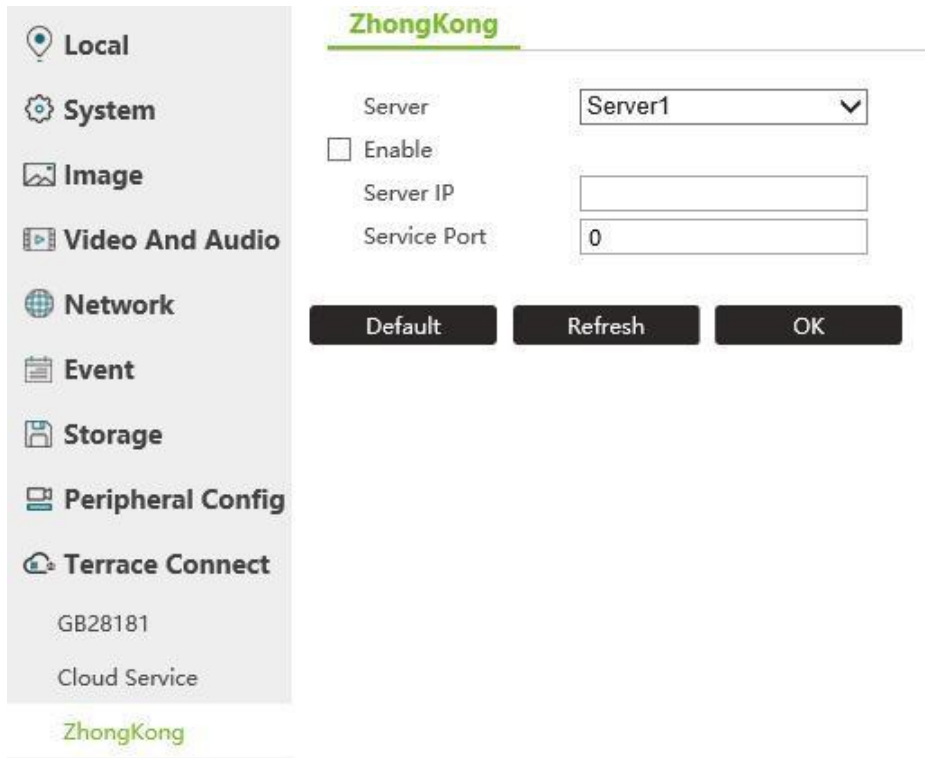 Local
System
Image
Video And Audio
Network
Event
Storage
Peripheral Config
Terrace Connect
GB28181
Cloud Service
ZhongKong
ZhongKong
Server Server1
Enable
Server IP
Service Port 0
Default Refresh OK